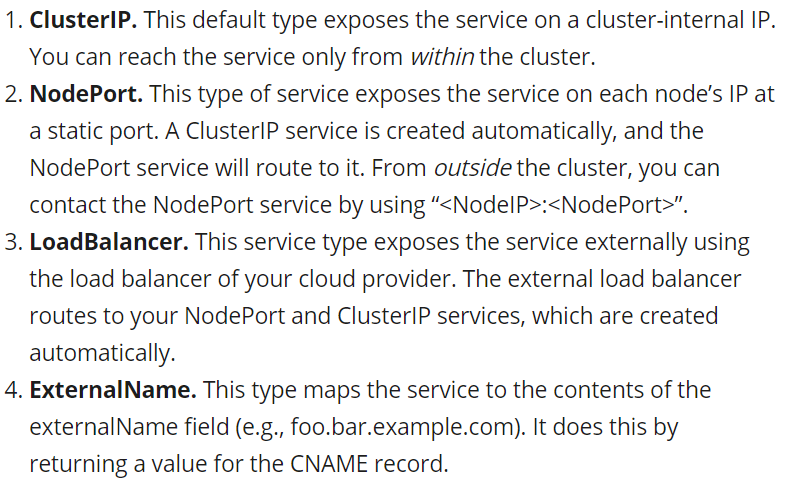 1. ClusterIP. This default type exposes the service on a cluster-internal IP.
You can reach the service only from within the cluster.
2. NodePort. This type of service exposes the service on each node’s IP at
a static port. A ClusterIP service is created automatically, and the
NodePort service will route to it. From outside the cluster, you can
contact the NodePort service by using “<NodeIP>:<NodePort>”.
3. LoadBalancer. This service type exposes the service externally using
the load balancer of your cloud provider. The external load balancer
routes to your NodePort and ClusterIP services, which are created
automatically.
4. ExternalName. This type maps the service to the contents of the
externalName field (e.g., foo.bar.example.com). It does this by
returning a value for the CNAME record.